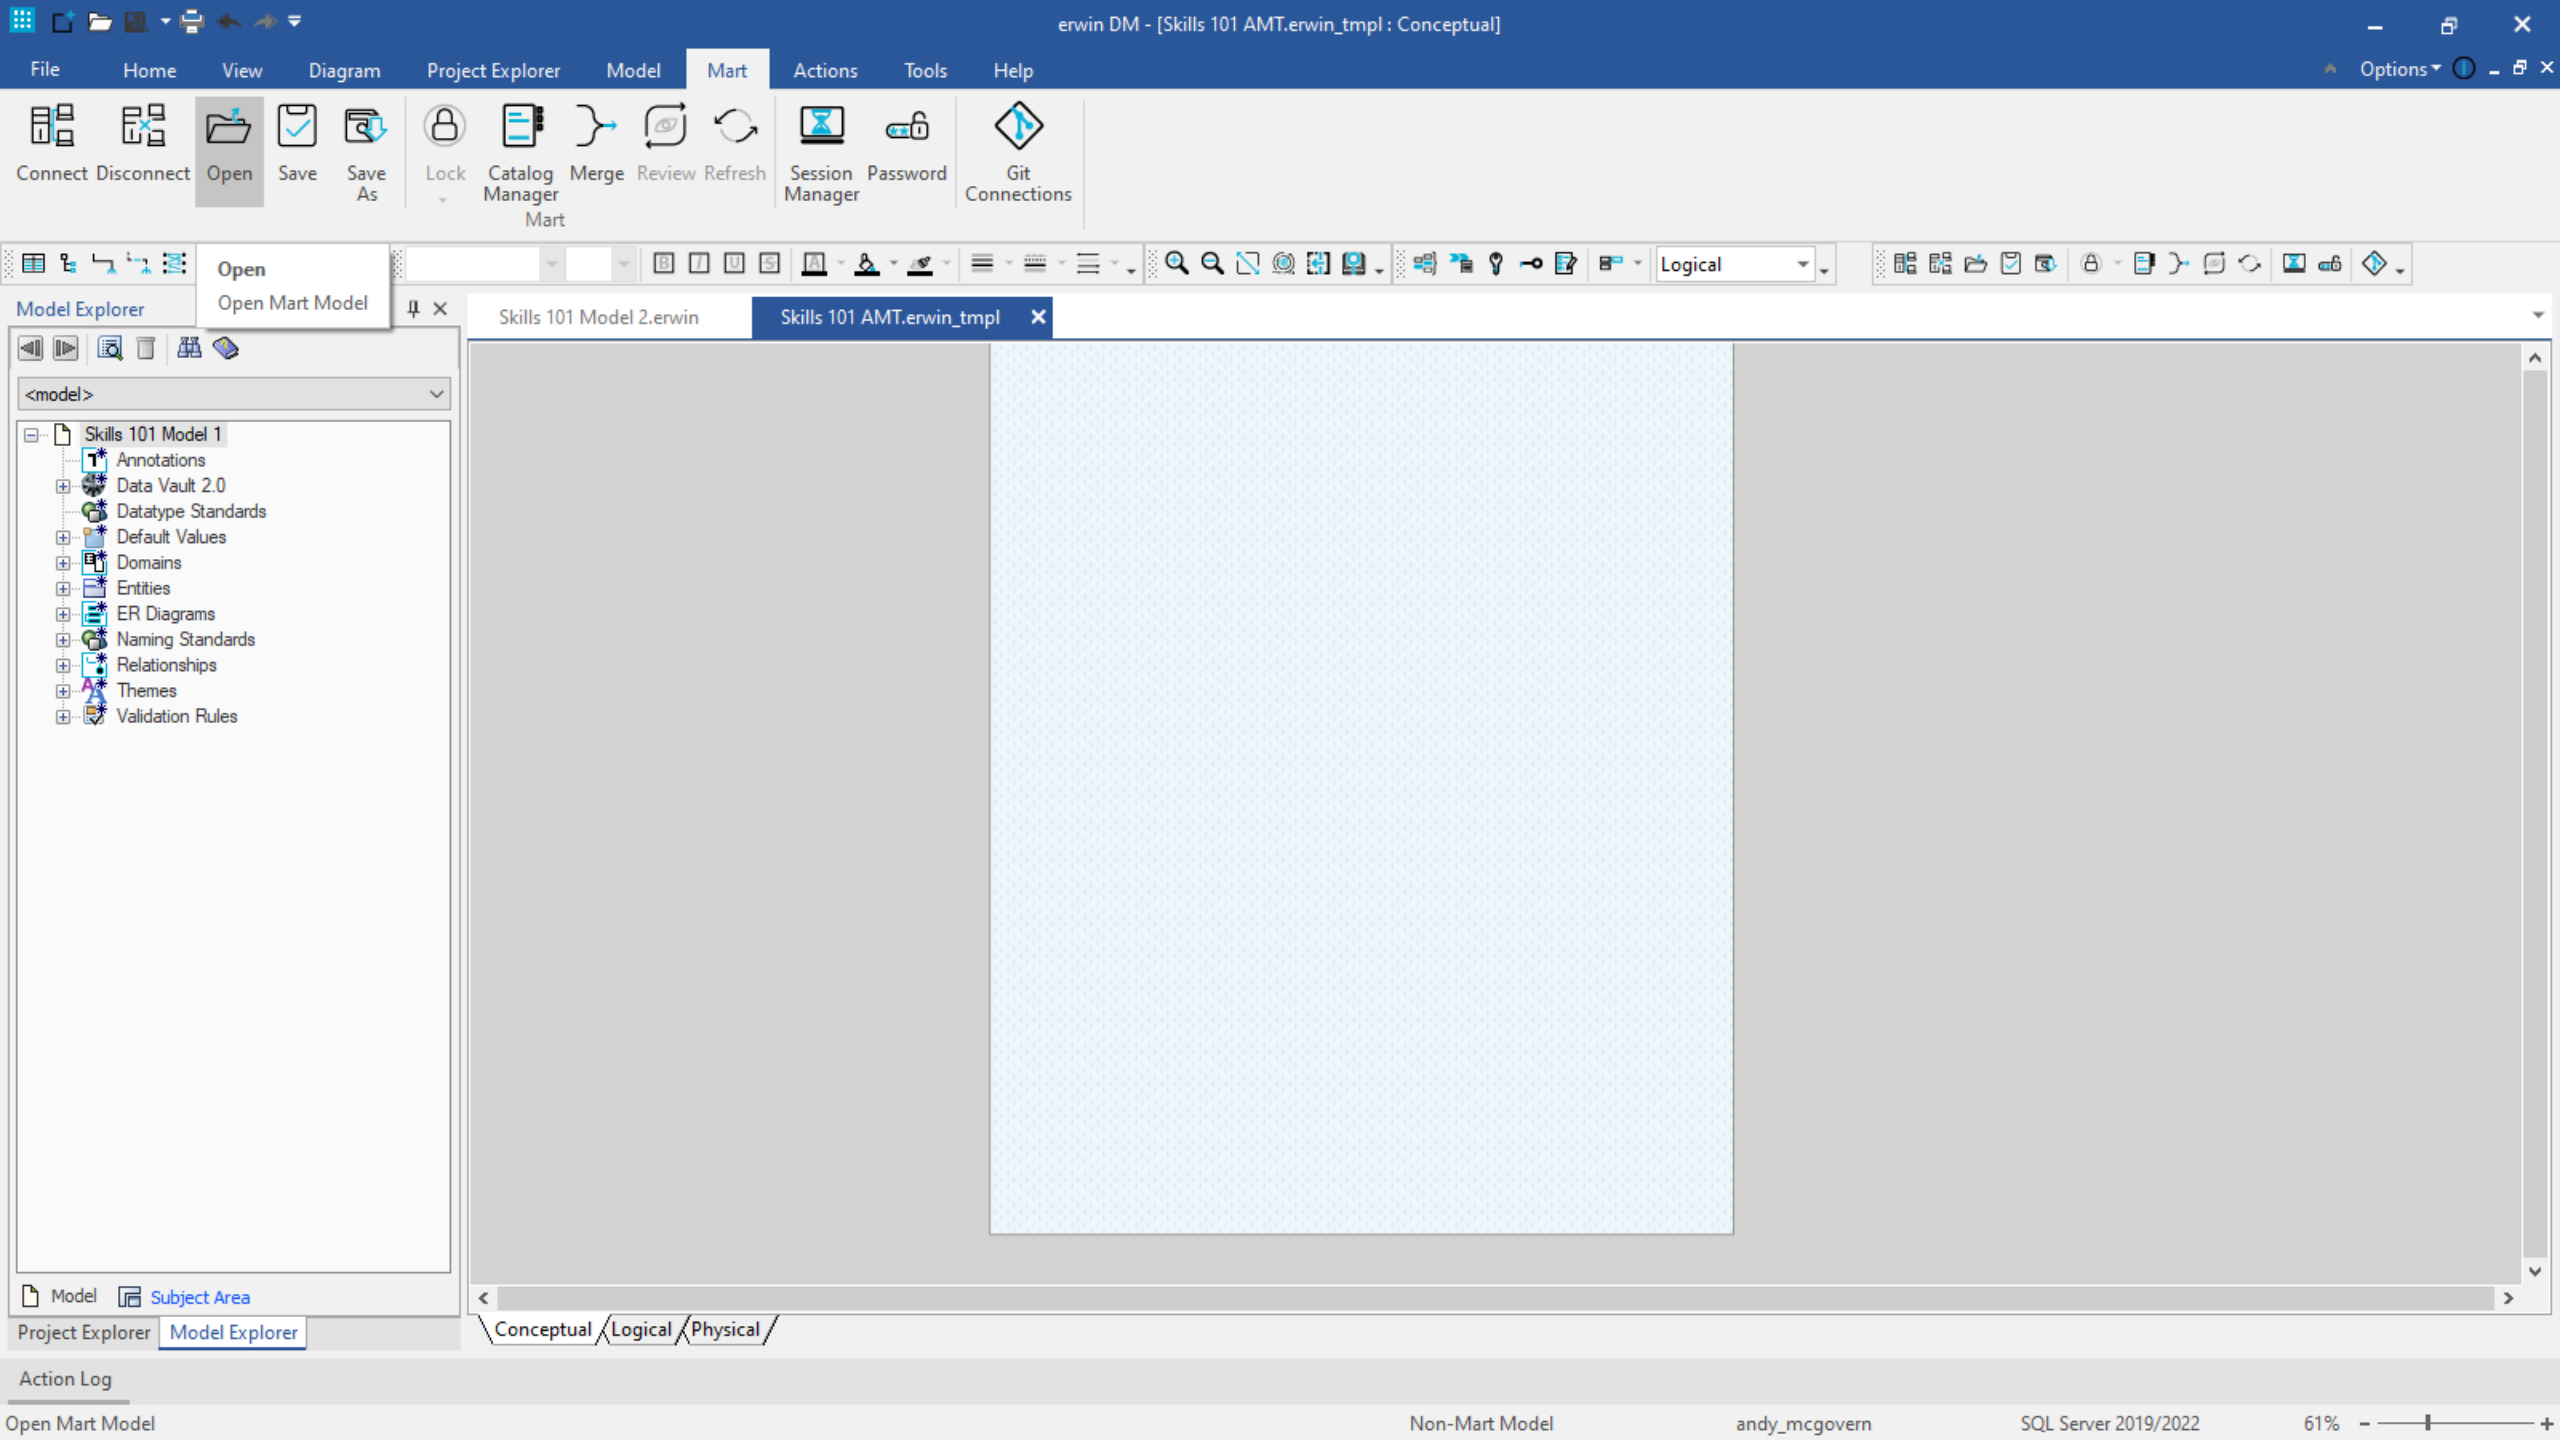 erwin DM - [Skills 101 AMT.erwin_tmpl : Conceptual]
File Home View Diagram Project Explorer Model Mart Actions Tools Help Options
Connect Disconnect Open Save Save As Lock Catalog Manager Merge Review Refresh Session Manager Password Git Connections
Mart
Logical
Open
Open Mart Model
Model Explorer
Skills 101 Model 2.erwin Skills 101 AMT.erwin_tmpl
<model>
Skills 101 Model 1
Annotations
Data Vault 2.0
Datatype Standards
Default Values
Domains
Entities
ER Diagrams
Naming Standards
Relationships
Themes
Validation Rules
Model Subject Area
Project Explorer Model Explorer
Conceptual Logical Physical
Action Log
Open Mart Model Non-Mart Model andy_mcgovern SQL Server 2019/2022 61%